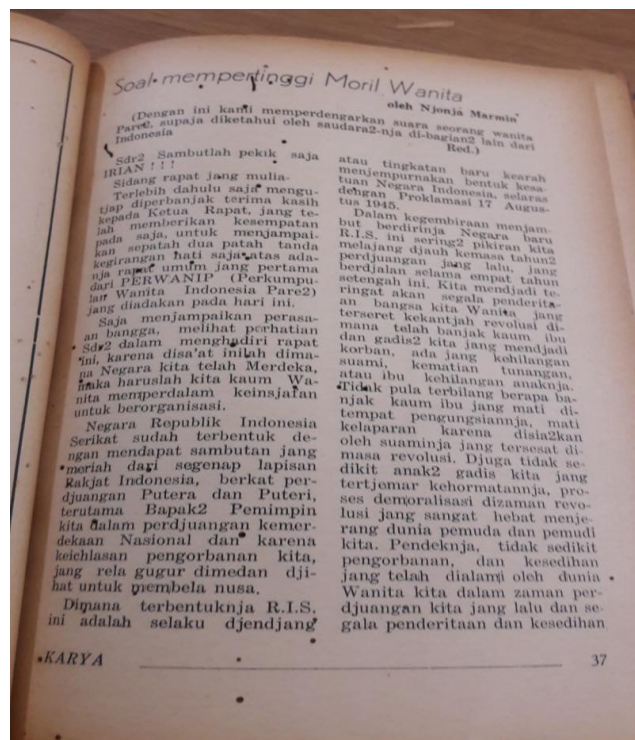 Soal mempertinggi Moril Wanita
oleh Njonja Marmin
(Dengan ini kami memperdengarkan suara seorang wanita
Pare2, supaja diketahui oleh saudara2-nja di-bagian2 lain dari
Indonesia Red.)
Sdr2 Sambutlah pekik saja
IRIAN ! ! !
Sidang rapat jang mulia-
Terlebih dahulu saja mengu-
tjap diperbanjak terima kasih
kepada Ketua Rapat, jang te-
lah memberikan kesempatan
pada saja, untuk menjampai-
kan sepatah dua patah tanda
kegirangan hati saja atas ada-
nja rapat umum jang pertama
dari PERWANIP (Perkumpu-
lan Wanita Indonesia Pare2)
jang diadakan pada hari ini.
Saja menjampaikan perasa-
an bangga, melihat perhatian
Sdr2 dalam menghadiri rapat
ini, karena disa'at inilah dima-
na Negara kita telah Merdeka,
maka haruslah kita kaum Wa-
nita memperdalam keinsjafan
untuk berorganisasi.
Negara Republik Indonesia
Serikat sudah terbentuk de-
ngan mendapat sambutan jang
meriah dari segenap lapisan
Rakjat Indonesia, berkat per-
djuangan Putera dan Puteri,
terutama Bapak2 Pemimpin
kita dalam perdjuangan kemer-
dekaan Nasional dan karena
keichlasan pengorbanan kita,
jang rela gugur dimedan dji-
hat untuk membela nusa.
Dimana terbentuknja R.I.S.
ini adalah selaku djendjang
atau tingkatan baru kearah
menjempurnakan bentuk kesa-
tuan Negara Indonesia, selaras
dengan Proklamasi 17 Augus-
tus 1945.
Dalam kegembiraan menjam-
but berdirinja Negara baru
R.I.S. ini sering2 pikiran kita
melajang djauh kemasa tahun2
perdjuangan jang lalu, jang
berdjalan selama empat tahun
setengah ini. Kita mendjadi te-
ringat akan segala penderita-
an bangsa kita Wanita, jang
terseret kekantjah revolusi di-
mana telah banjak kaum ibu
dan gadis2 kita jang mendjadi
korban, ada jang kehilangan
suami, kematian tunangan,
atau ibu kehilangan anaknja.
Tidak pula terbilang berapa ba-
njak kaum ibu jang mati di-
tempat pengungsiannja, mati
kelaparan karena disia2kan
oleh suaminja jang tersesat di-
masa revolusi. Djuga tidak se-
dikit anak2 gadis kita jang
tertjemar kehormatannja, pro-
ses demoralisasi dizaman revo-
lusi jang sangat hebat menje-
rang dunia pemuda dan pemudi
kita. Pendeknja, tidak sedikit
pengorbanan, dan kesedihan
jang telah dialami oleh dunia
Wanita kita dalam zaman per-
djuangan kita jang lalu dan se-
gala penderitaan dan kesedihan
KARYA 37